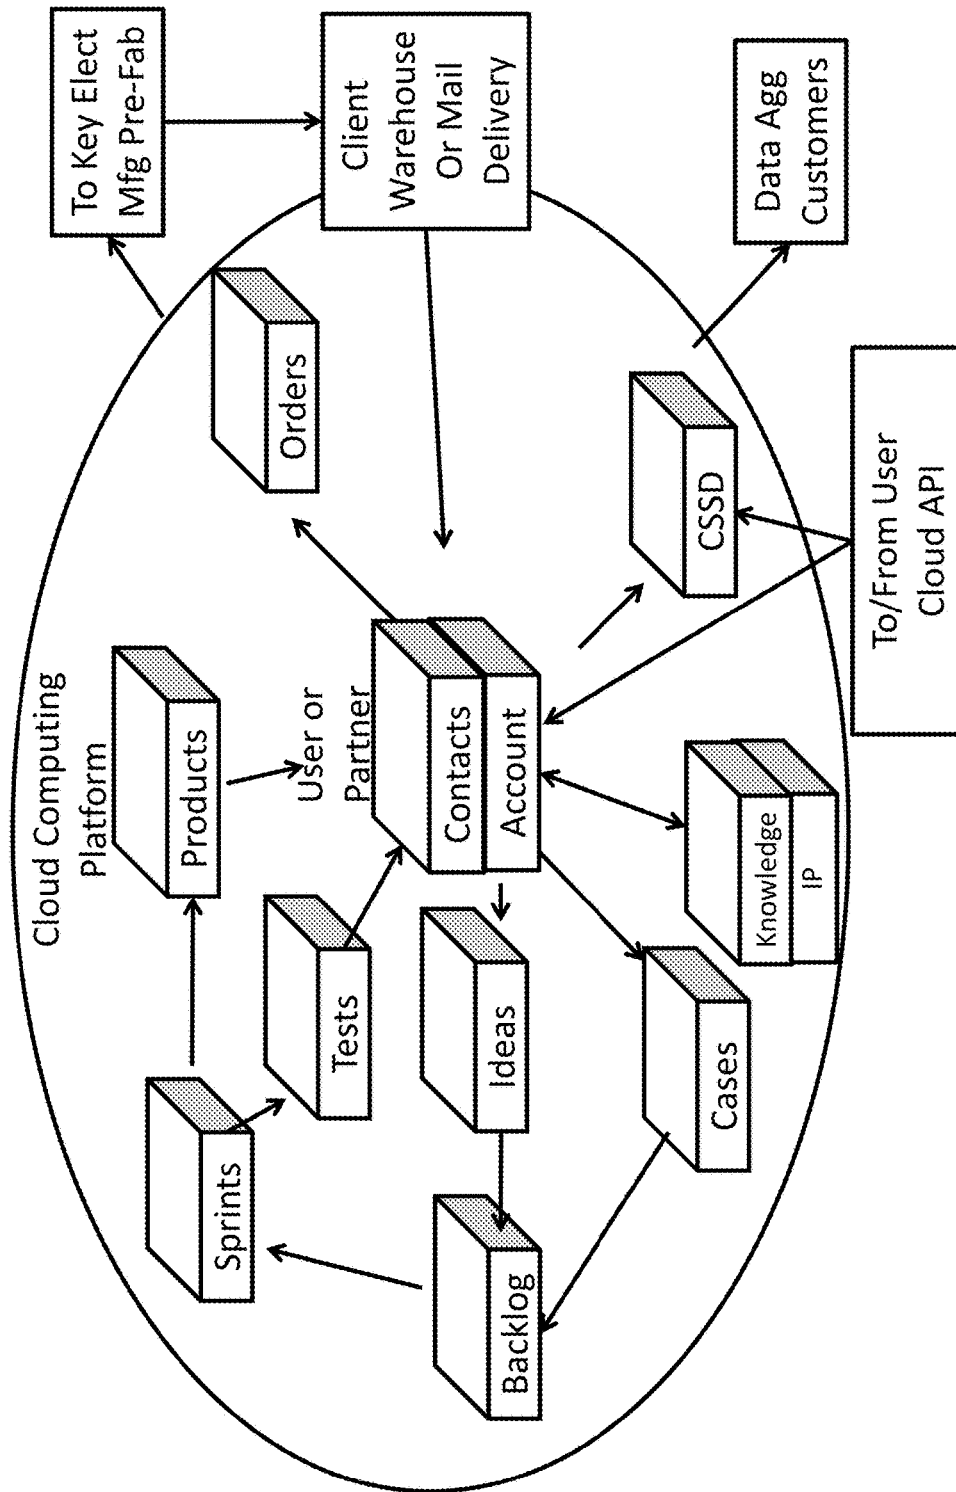 Cloud Computing
Platform
Sprints
Products
Orders
To Key Elect
Mfg Pre-Fab
Tests
User or
Partner
Client
Warehouse
Or Mail
Delivery
Backlog
Ideas
Contacts
Account
Cases
Knowledge
IP
CSSD
Data Agg
Customers
To/From User
Cloud API